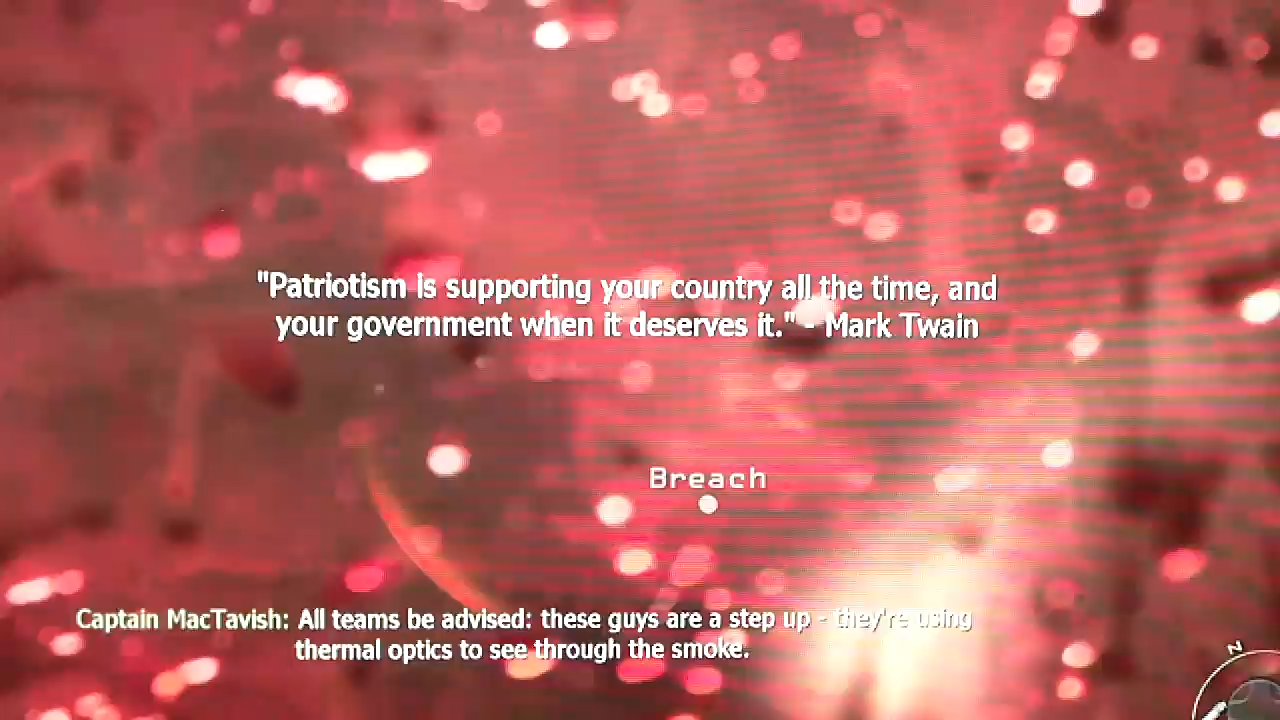 "Patriotism is supporting your country all the time, and
your government when it deserves it." - Mark Twain
Breach
Captain MacTavish: All teams be advised: these guys are a step up - they're using
thermal optics to see through the smoke.
N